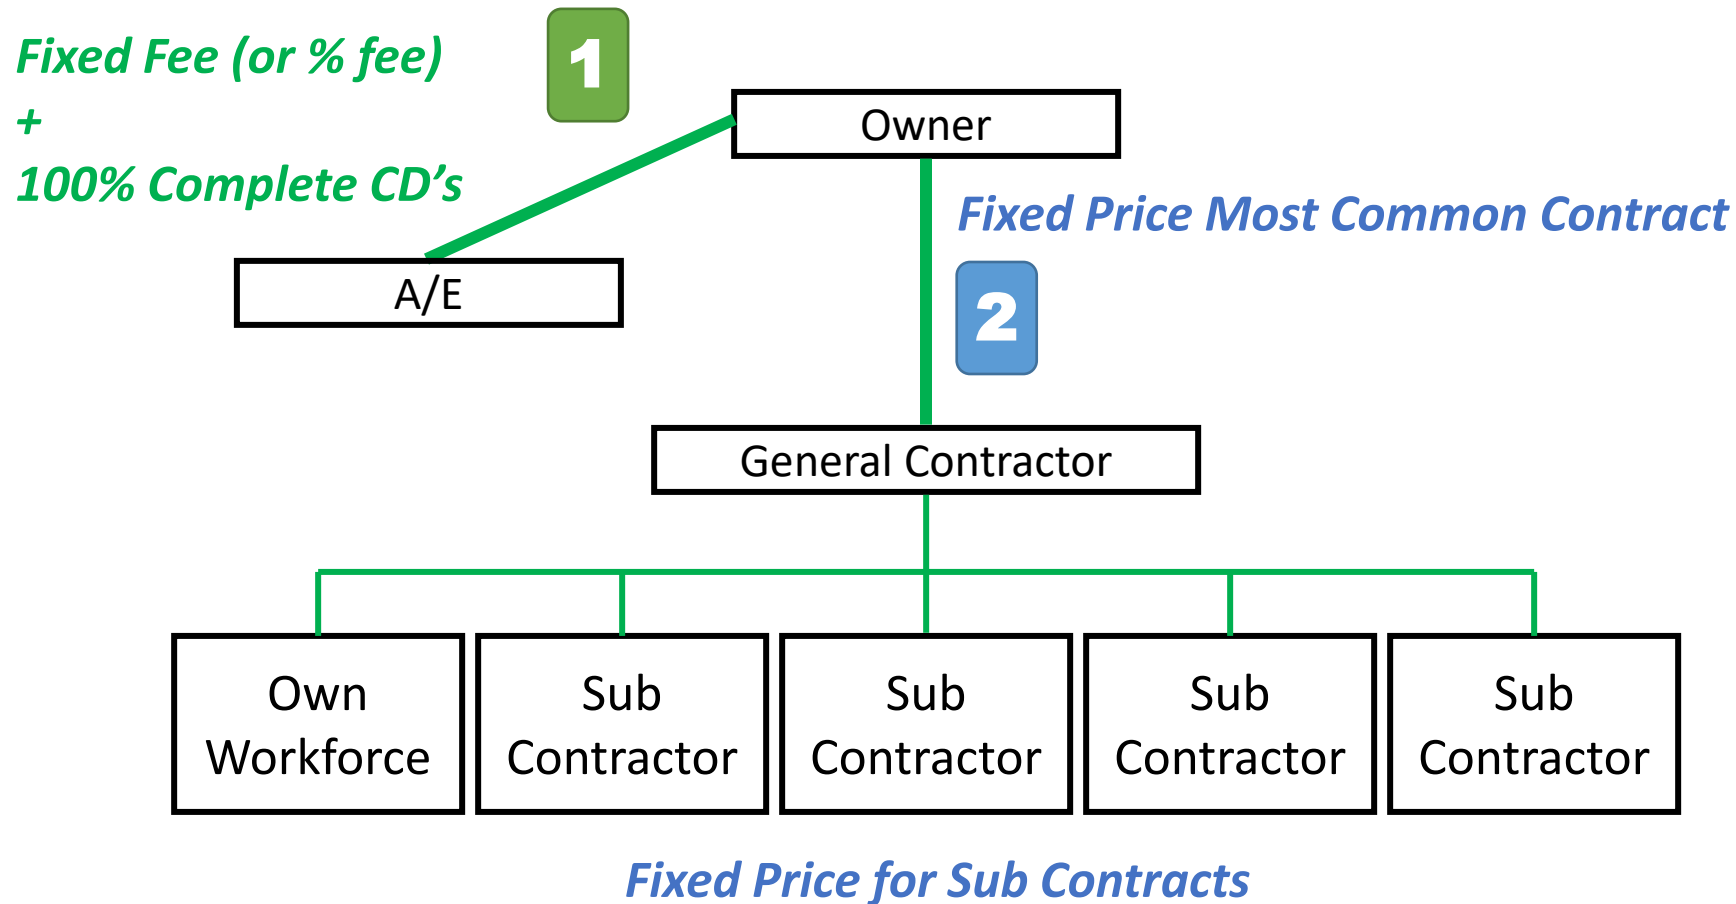 Fixed Fee (or % fee)
+
100% Complete CD’s
1
Owner
Fixed Price Most Common Contract
A/E
2
General Contractor
Own
Workforce
Sub
Contractor
Sub
Contractor
Sub
Contractor
Sub
Contractor
Fixed Price for Sub Contracts